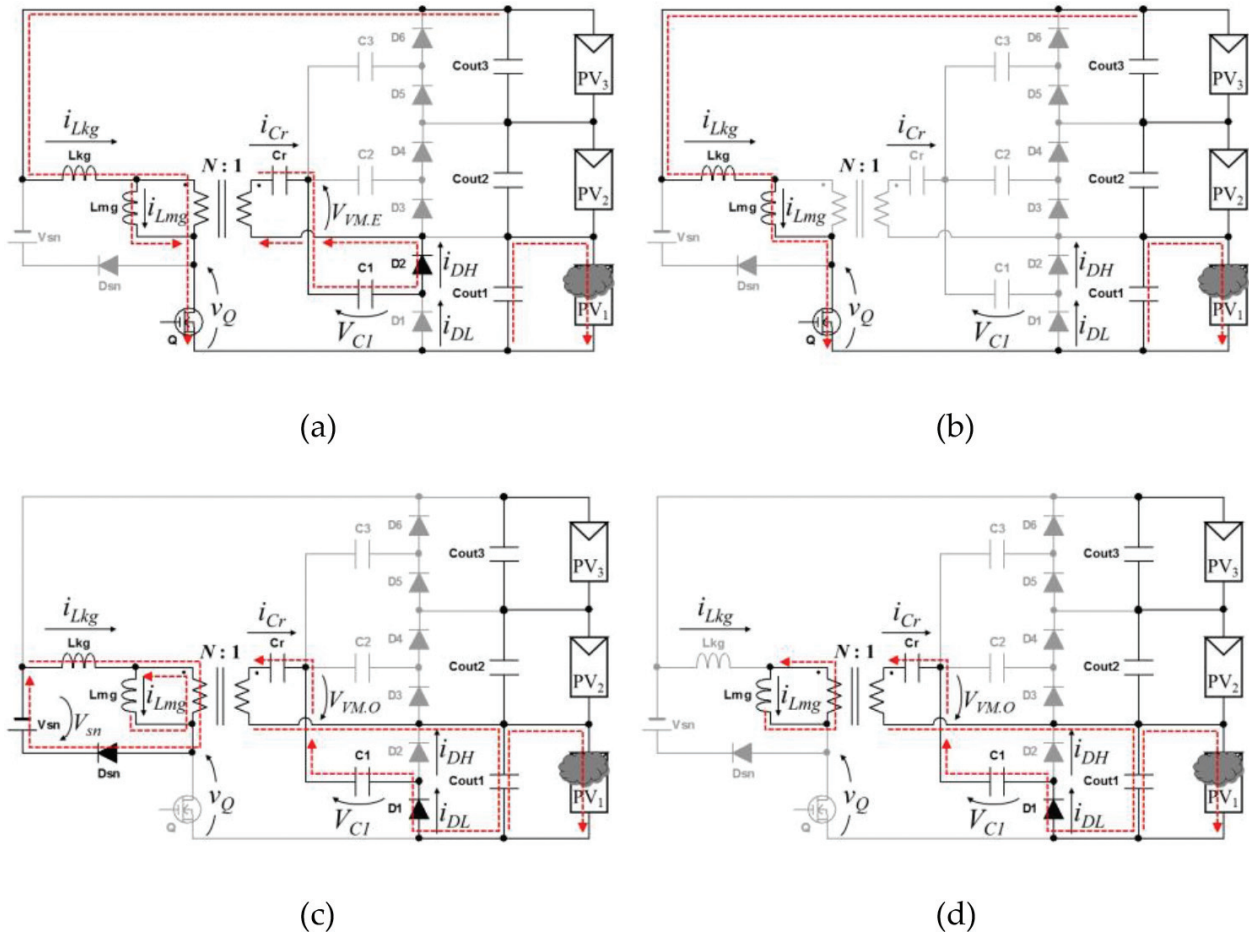 D6
C3
Cout3
PV3
D5
iLkg
iCr
Lkg
N : 1
Cr
C2
D4
Cout2
PV2
Lmg
iLmg
VVM.E
D3
Vsn
Dsn
D2
iDH
C1
Cout1
PV1
vQ
Q
VC1
D1
iDL
(a)
D6
C3
Cout3
PV3
D5
iLkg
iCr
Lkg
N : 1
Cr
C2
D4
Cout2
PV2
Lmg
iLmg
D3
Vsn
Dsn
D2
iDH
C1
Cout1
PV1
vQ
Q
VC1
D1
iDL
(b)
D6
C3
Cout3
PV3
D5
iLkg
iCr
Lkg
N : 1
Cr
C2
D4
Cout2
PV2
Lmg
iLmg
VVM.O
D3
Vsn
Vsn
Dsn
D2
iDH
C1
Cout1
PV1
vQ
Q
VC1
D1
iDL
(c)
D6
C3
Cout3
PV3
D5
iLkg
iCr
Lkg
N : 1
Cr
C2
D4
Cout2
PV2
Lmg
iLmg
VVM.O
D3
Vsn
Dsn
D2
iDH
C1
Cout1
PV1
vQ
Q
VC1
D1
iDL
(d)